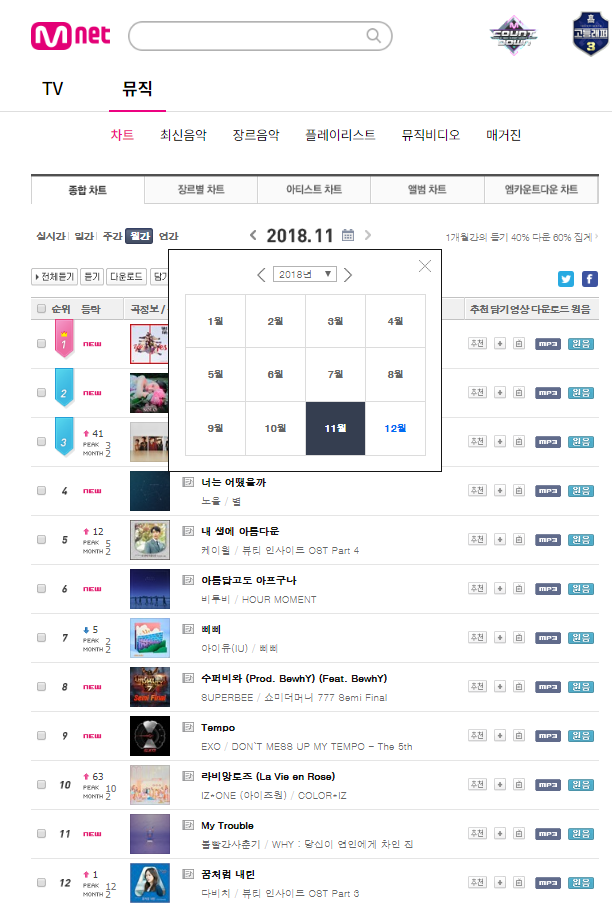 Mnet
M COUNT DOWN
고등래퍼 3
TV 뮤직
차트 최신음악 장르음악 플레이리스트 뮤직비디오 매거진
종합 차트 장르별 차트 아티스트 차트 앨범 차트 엠카운트다운 차트
실시간 일간 주간 월간 연간 2018.11 1개월간의 듣기 40% 다운 60% 집계
전체듣기 듣기 다운로드 담기
2018년
1월 2월 3월 4월
5월 6월 7월 8월
9월 10월 11월 12월
순위 등락 곡정보 / 추천 담기 영상 다운로드 원음
1 NEW 추천 MP3 원음
2 NEW 추천 MP3 원음
3 41 PEAK 3 MONTH 2 추천 MP3 원음
4 NEW 너는 어땠을까 추천 MP3 원음
노을 / 별
5 12 PEAK 5 MONTH 2 내 생에 아름다운 추천 MP3 원음
케이윌 / 뷰티 인사이드 OST Part 4
6 NEW 아름답고도 아프구나 추천 MP3 원음
비투비 / HOUR MOMENT
7 5 PEAK 2 MONTH 2 삐삐 추천 MP3 원음
아이유(IU) / 삐삐
8 NEW 수퍼비와 (Prod. BewhY) (Feat. BewhY) 추천 MP3 원음
SUPERBEE / 쇼미더머니 777 Semi Final
9 NEW Tempo 추천 MP3 원음
EXO / DON`T MESS UP MY TEMPO - The 5th
10 63 PEAK 10 MONTH 2 라비앙로즈 (La Vie en Rose) 추천 MP3 원음
IZ*ONE (아이즈원) / COLOR*IZ
11 NEW My Trouble 추천 MP3 원음
볼빨간사춘기 / WHY : 당신이 연인에게 차인 진
12 1 PEAK 12 MONTH 2 꿈처럼 내린 추천 MP3 원음
다비치 / 뷰티 인사이드 OST Part 3